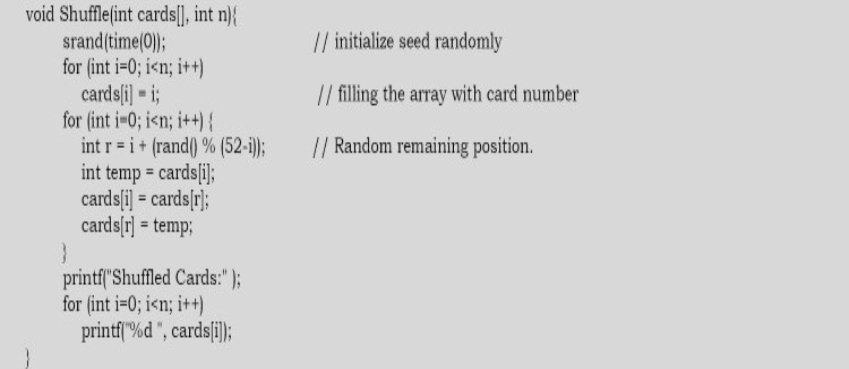 void Shuffle(int cards[], int n){
srand(time(0)); // initialize seed randomly
for (int i=0; i<n; i++)
cards[i] = i; // filling the array with card number
for (int i=0; i<n; i++) {
int r = i + (rand() % (52-i)); // Random remaining position.
int temp = cards[i];
cards[i] = cards[r];
cards[r] = temp;
}
printf("Shuffled Cards:" );
for (int i=0; i<n; i++)
printf("%d ", cards[i]);
}